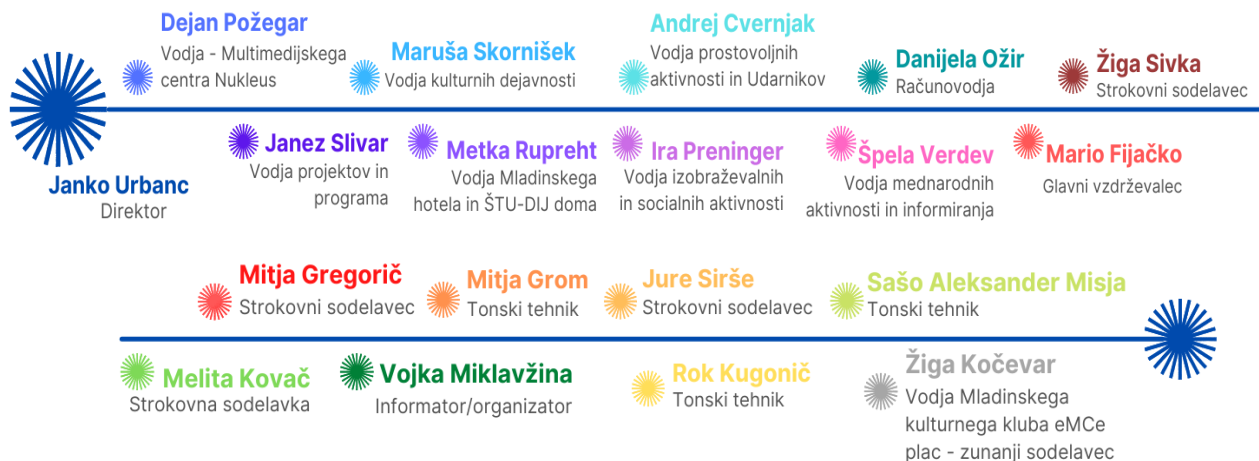 Dejan Požegar
Vodja - Multimedijskega
centra Nukleus
Maruša Skornišek
Vodja kulturnih dejavnosti
Andrej Cvernjak
Vodja prostovoljnih
aktivnosti in Udarnikov
Danijela Ožir
Računovodja
Žiga Sivka
Strokovni sodelavec
Janko Urbanc
Direktor
Janez Slivar
Vodja projektov in
programa
Metka Rupreht
Vodja Mladinskega
hotela in ŠTU-DIJ doma
Ira Preninger
Vodja izobraževalnih
in socialnih aktivnosti
Špela Verdev
Vodja mednarodnih
aktivnosti in informiranja
Mario Fijačko
Glavni vzdrževalec
Mitja Gregorič
Strokovni sodelavec
Mitja Grom
Tonski tehnik
Jure Sirše
Strokovni sodelavec
Sašo Aleksander Misja
Tonski tehnik
Melita Kovač
Strokovna sodelavka
Vojka Miklavžina
Informator/organizator
Rok Kugonič
Tonski tehnik
Žiga Kočevar
Vodja Mladinskega
kulturnega kluba eMCe
plac - zunanji sodelavec